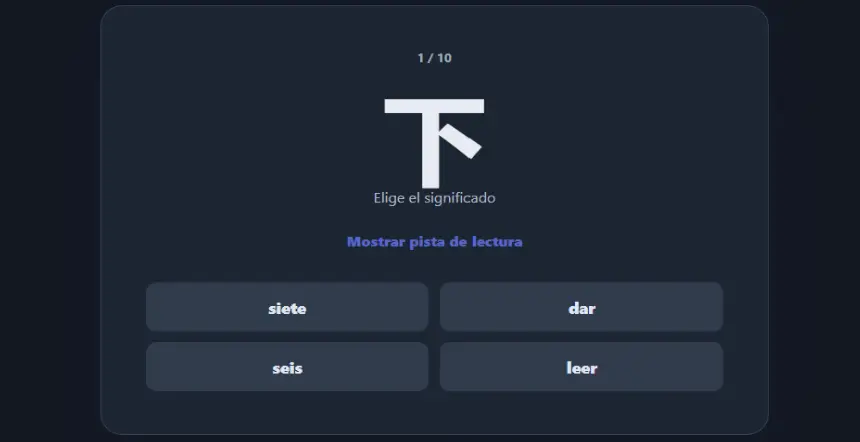 1 / 10
下
Elige el significado
Mostrar pista de lectura
siete
dar
seis
leer